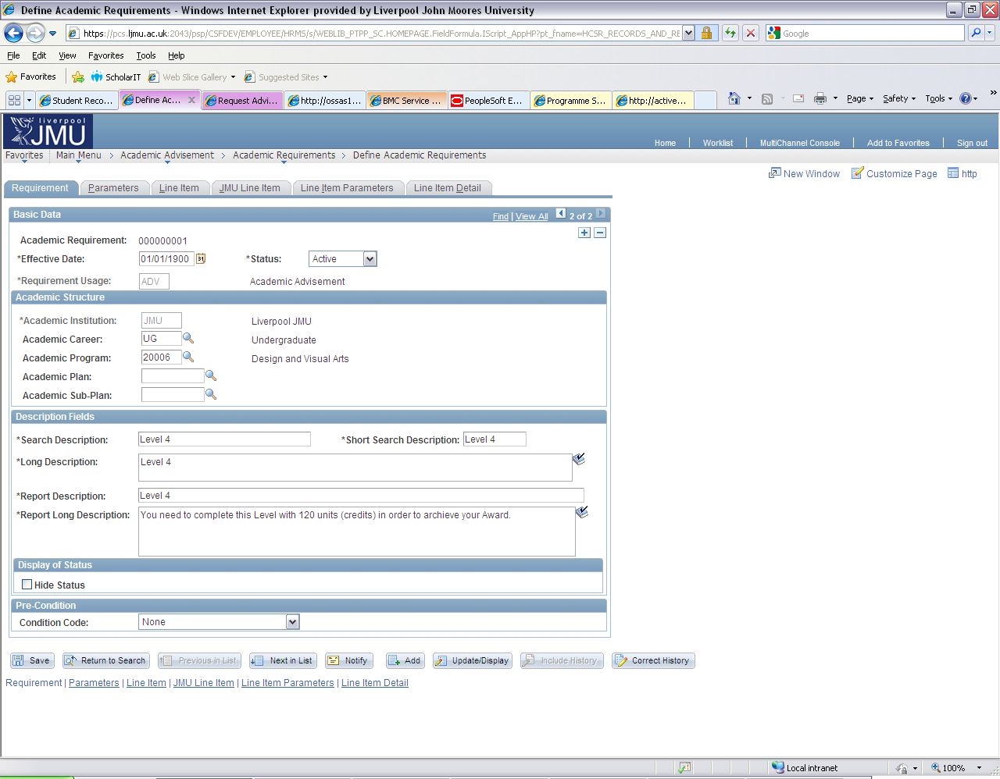 Define Academic Requirements - Windows Internet Explorer provided by Liverpool John Moores University
https://pcs.ljmu.ac.uk:2043/psp/CSFDEV/EMPLOYEE/HRMS/s/WEBLIB_PTPP_SC.HOMEPAGE.FieldFormula.IScript_AppHP?pt_fname=HCSR_RECORDS_AND_RE Google
File Edit View Favorites Tools Help
Favorites ScholarIT Web Slice Gallery Suggested Sites
Student Reco... Define Ac... Request Advi... http://ossas1... BMC Service ... PeopleSoft E... Programme S... http://active... Page Safety Tools
liverpool
JMU
Home Worklist MultiChannel Console Add to Favorites Sign out
Favorites Main Menu > Academic Advisement > Academic Requirements > Define Academic Requirements
New Window Customize Page http
Requirement Parameters Line Item JMU Line Item Line Item Parameters Line Item Detail
Basic Data Find | View All 2 of 2
Academic Requirement: 000000001
*Effective Date: 01/01/1900 31 *Status: Active
*Requirement Usage: ADV Academic Advisement
Academic Structure
*Academic Institution: JMU Liverpool JMU
Academic Career: UG Undergraduate
Academic Program: 20006 Design and Visual Arts
Academic Plan:
Academic Sub-Plan:
Description Fields
*Search Description: Level 4 *Short Search Description: Level 4
*Long Description: Level 4
*Report Description: Level 4
*Report Long Description: You need to complete this Level with 120 units (credits) in order to archieve your Award.
Display of Status
Hide Status
Pre-Condition
Condition Code: None
Save Return to Search Previous in List Next in List Notify Add Update/Display Include History Correct History
Requirement | Parameters | Line Item | JMU Line Item | Line Item Parameters | Line Item Detail
Local intranet 100%